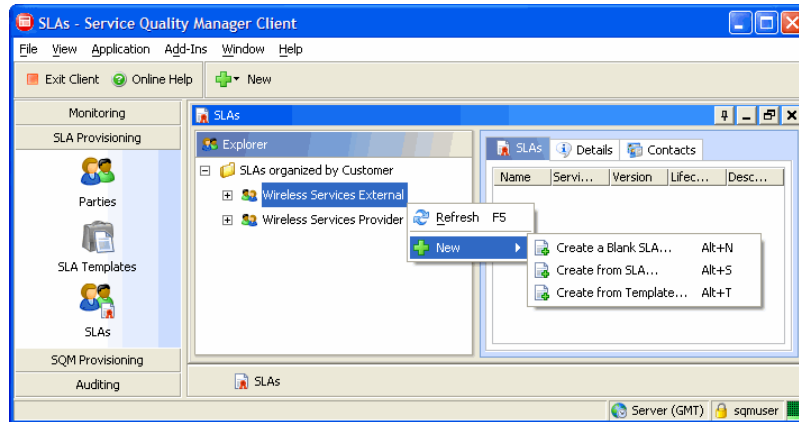 SLAs - Service Quality Manager Client
File View Application Add-Ins Window Help
Exit Client Online Help New
Monitoring
SLA Provisioning
Parties
SLA Templates
SLAs
SQM Provisioning
Auditing
SLAs
Explorer
SLAs organized by Customer
Wireless Services External
Wireless Services Provider
Refresh F5
New
Create a Blank SLA... Alt+N
Create from SLA... Alt+S
Create from Template... Alt+T
SLAs Details Contacts
Name Servi... Version Lifec... Desc...
SLAs
Server (GMT) sqmuser